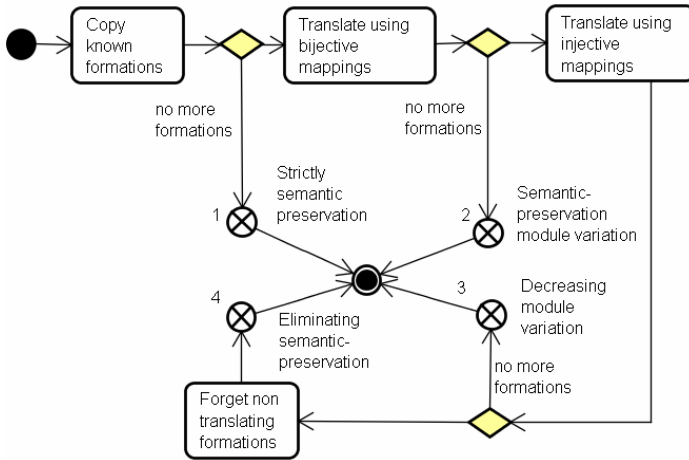 Copy
known
formations
Translate using
bijective
mappings
Translate using
injective
mappings
no more
formations
no more
formations
Strictly
semantic
preservation
1
2
Semantic-
preservation
module variation
4
Eliminating
semantic-
preservation
3
Decreasing
module
variation
no more
formations
Forget non
translating
formations